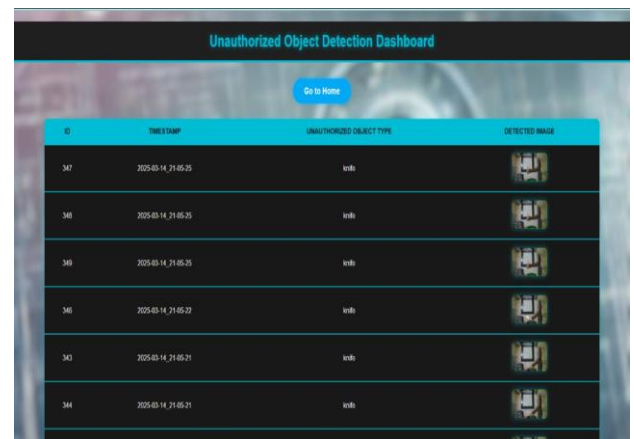 Unauthorized Object Detection Dashboard
Go to Home
ID TIMESTAMP UNAUTHORIZED OBJECT TYPE DETECTED IMAGE
347 2025-03-14_21-05-25 knife
348 2025-03-14_21-05-25 knife
349 2025-03-14_21-05-25 knife
346 2025-03-14_21-05-22 knife
343 2025-03-14_21-05-21 knife
344 2025-03-14_21-05-21 knife